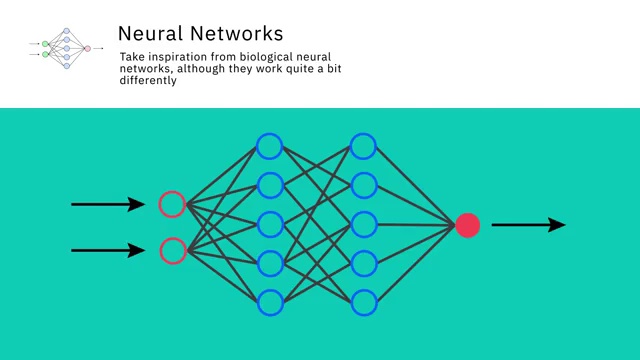 Neural Networks
Take inspiration from biological neural
networks, although they work quite a bit
differently